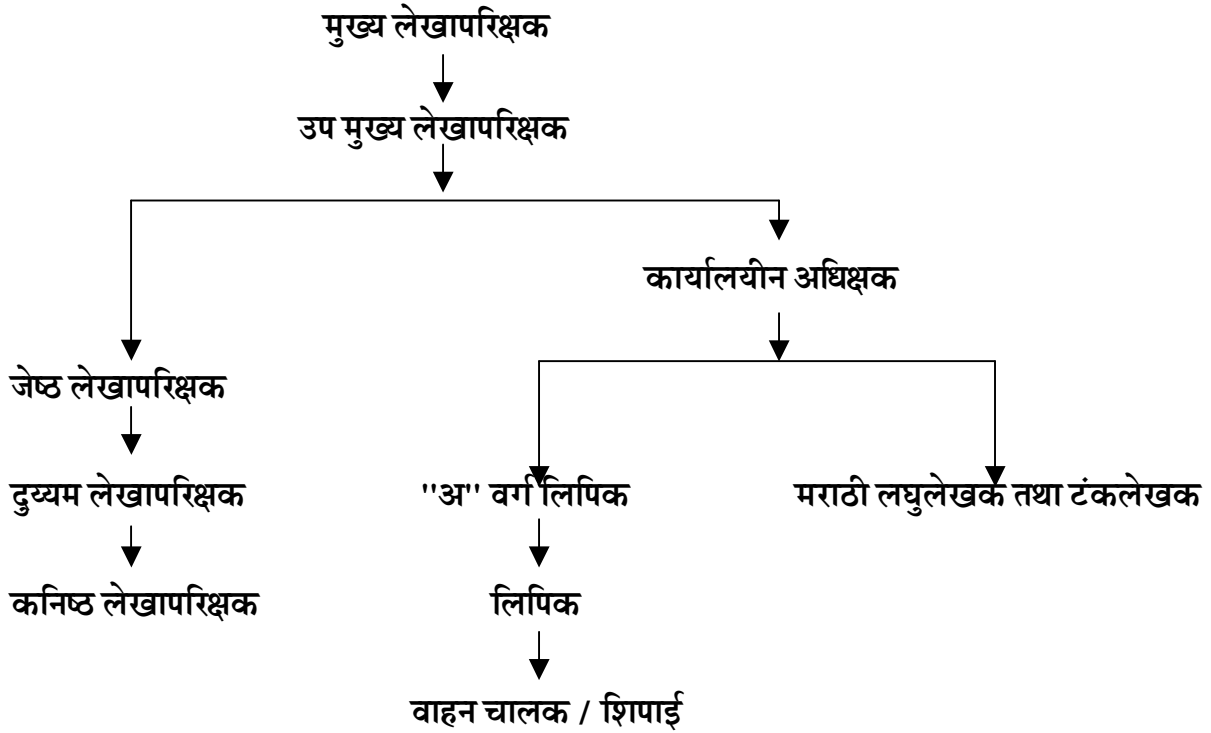 मुख्य लेखापरिक्षक
उप मुख्य लेखापरिक्षक
कार्यालयीन अधिक्षक
जेष्ठ लेखापरिक्षक
दुय्यम लेखापरिक्षक
''अ'' वर्ग लिपिक
मराठी लघुलेखक तथा टंकलेखक
कनिष्ठ लेखापरिक्षक
लिपिक
वाहन चालक / शिपाई